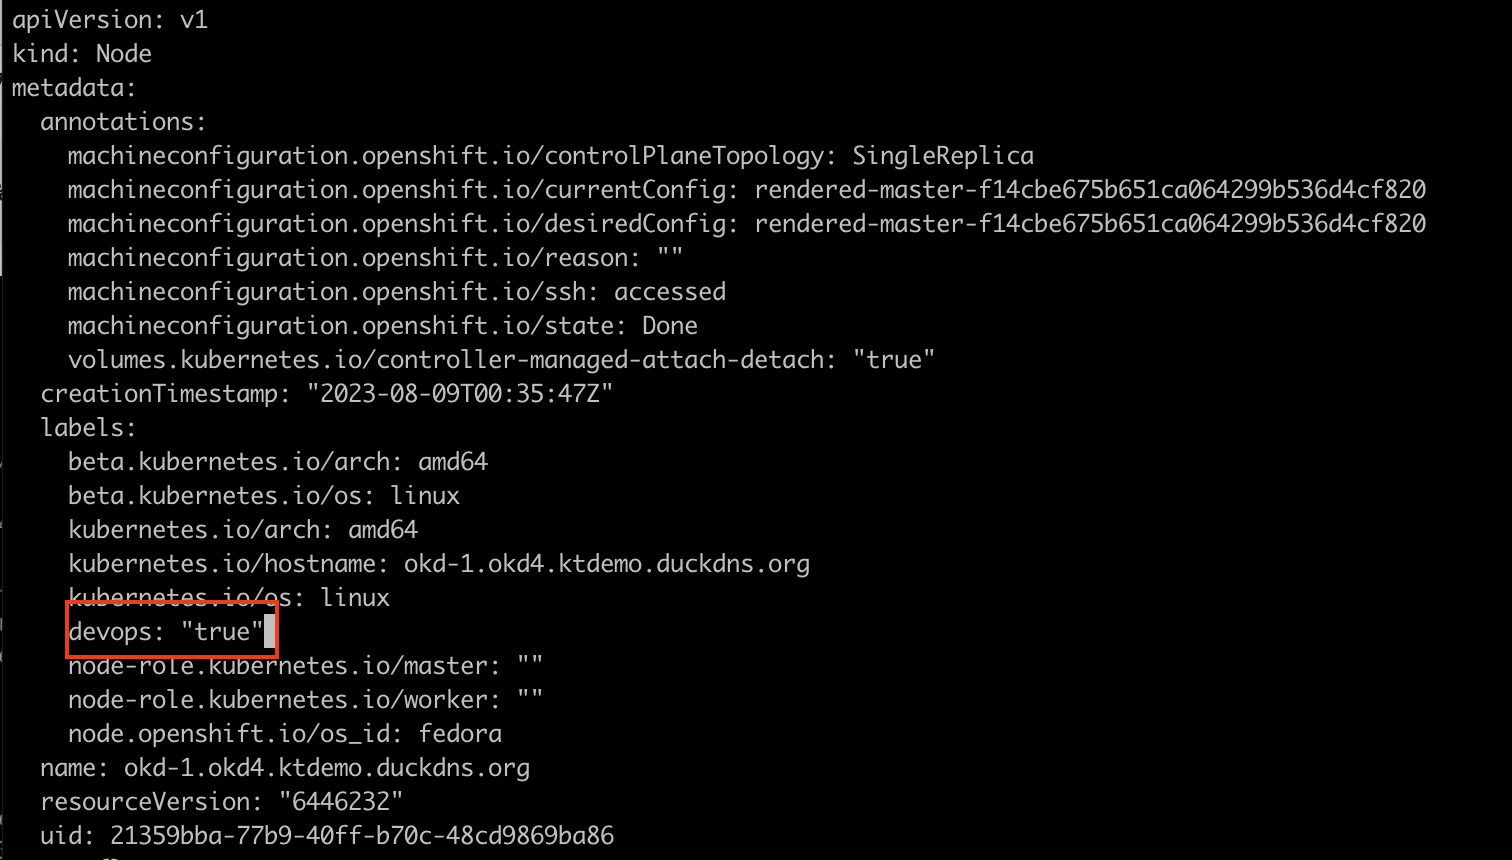 apiVersion: v1
kind: Node
metadata:
  annotations:
    machineconfiguration.openshift.io/controlPlaneTopology: SingleReplica
    machineconfiguration.openshift.io/currentConfig: rendered-master-f14cbe675b651ca064299b536d4cf820
    machineconfiguration.openshift.io/desiredConfig: rendered-master-f14cbe675b651ca064299b536d4cf820
    machineconfiguration.openshift.io/reason: ""
    machineconfiguration.openshift.io/ssh: accessed
    machineconfiguration.openshift.io/state: Done
    volumes.kubernetes.io/controller-managed-attach-detach: "true"
  creationTimestamp: "2023-08-09T00:35:47Z"
  labels:
    beta.kubernetes.io/arch: amd64
    beta.kubernetes.io/os: linux
    kubernetes.io/arch: amd64
    kubernetes.io/hostname: okd-1.okd4.ktdemo.duckdns.org
    kubernetes.io/os: linux
    devops: "true"
    node-role.kubernetes.io/master: ""
    node-role.kubernetes.io/worker: ""
    node.openshift.io/os_id: fedora
  name: okd-1.okd4.ktdemo.duckdns.org
  resourceVersion: "6446232"
  uid: 21359bba-77b9-40ff-b70c-48cd9869ba86